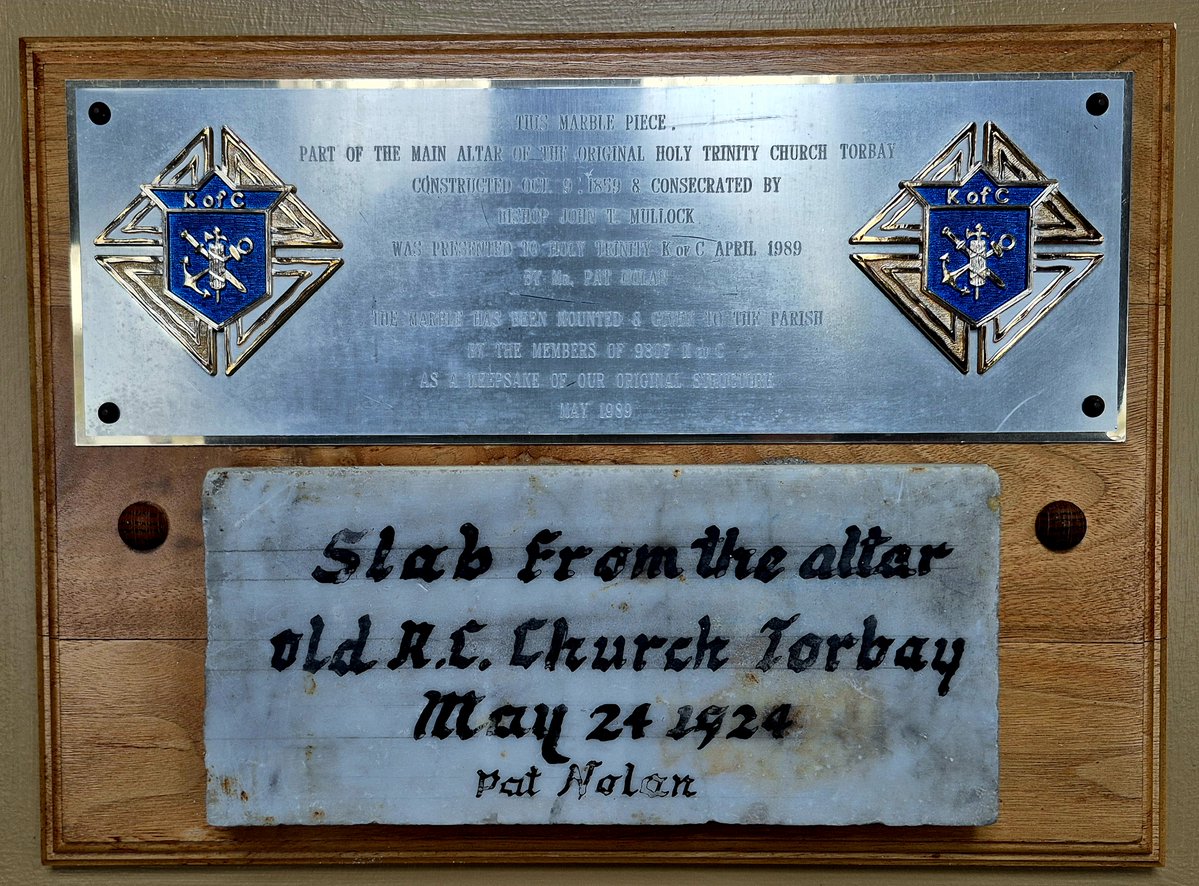 THIS MARBLE PIECE.
PART OF THE MAIN ALTAR OF THE ORIGINAL HOLY TRINITY CHURCH TORBAY
CONSTRUCTED OCT. 9, 1859 & CONSECRATED BY
BISHOP JOHN T. MULLOCK
WAS PRESENTED TO HOLY TRINITY K OF C APRIL 1989
BY MR. PAT NOLAN
THE MARBLE HAS BEEN MOUNTED & GIVEN TO THE PARISH
BY THE MEMBERS OF 9807 K OF C
AS A KEEPSAKE OF OUR ORIGINAL STRUCTURE
MAY 1989
K of C
K of C
Slab From the altar
old R.C. Church Torbay
May 24 1924
Pat Nolan